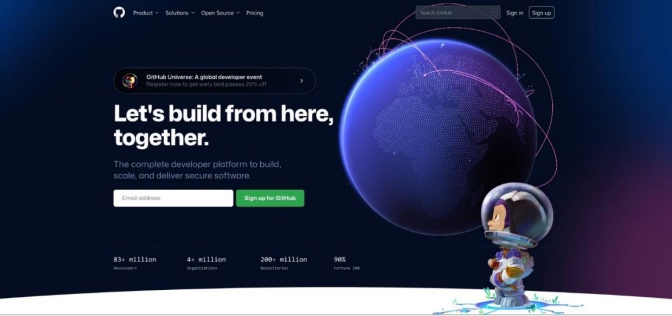 Product Solutions Open Source Pricing
Search GitHub /
Sign in Sign up
GitHub Universe: A global developer event
Register now to get early bird passes 20% off
Let's build from here,
together.
The complete developer platform to build,
scale, and deliver secure software.
Email address Sign up for GitHub
83+ million 4+ million 200+ million 90%
Developers Organizations Repositories Fortune 100